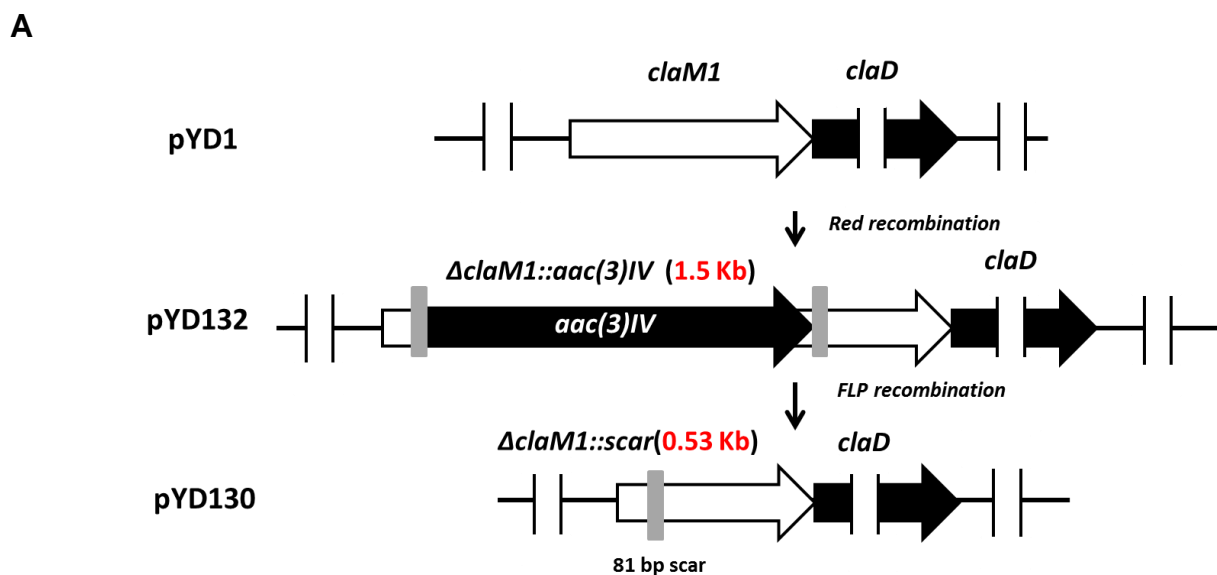 A
claM1 claD
pYD1
Red recombination
ΔclaM1::aac(3)IV (1.5 Kb) claD
pYD132 aac(3)IV
FLP recombination
ΔclaM1::scar(0.53 Kb) claD
pYD130
81 bp scar